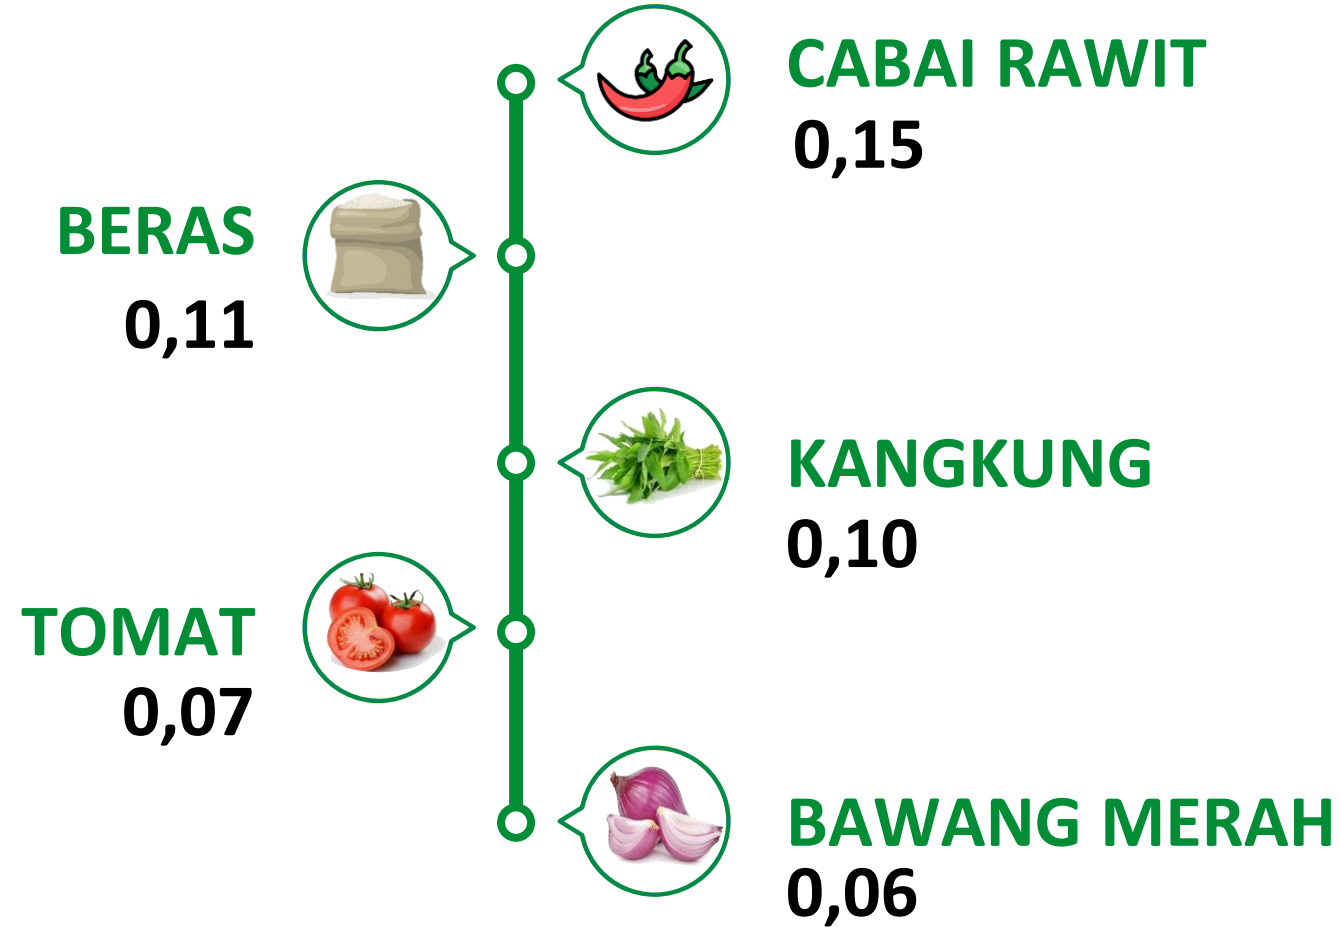 CABAI RAWIT
0,15
BERAS
0,11
KANGKUNG
0,10
TOMAT
0,07
BAWANG MERAH
0,06